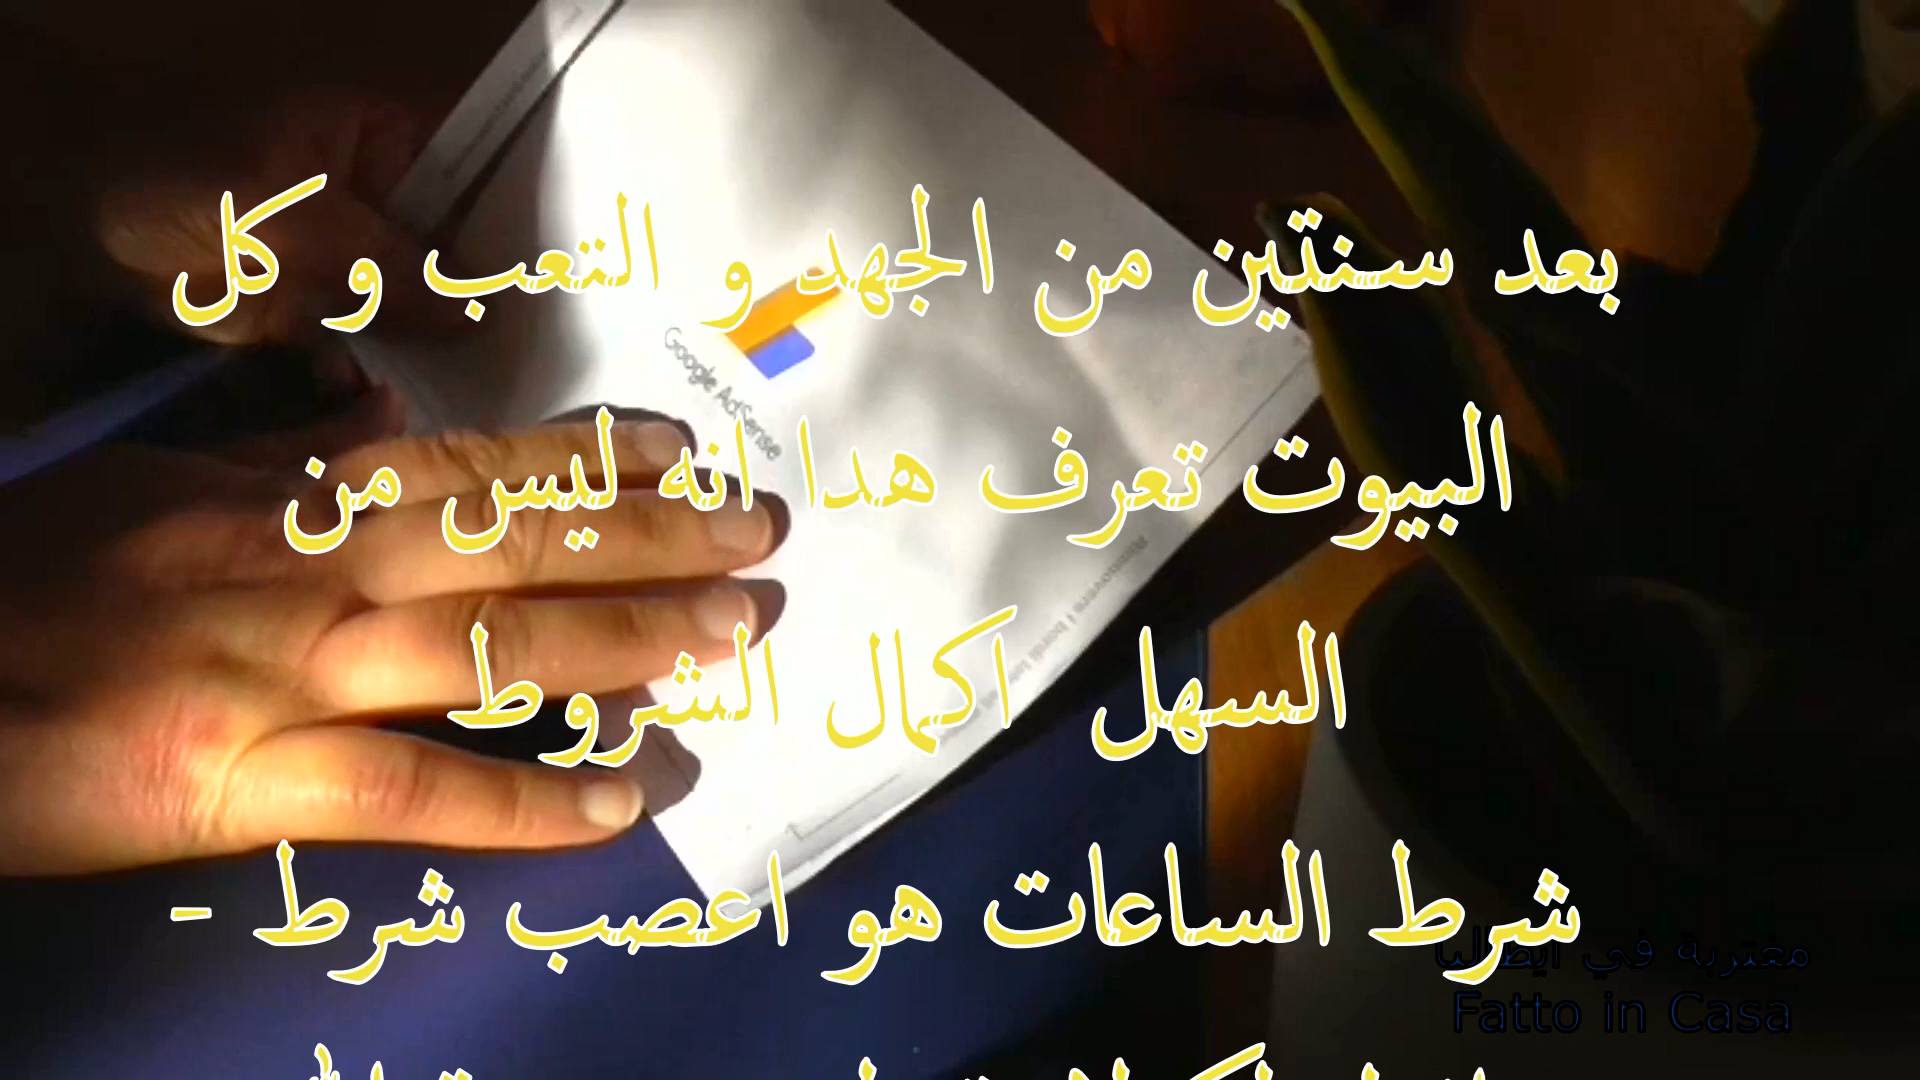 بعد سنتين من الجهد و التعب و كل
البيوت تعرف هدا انه ليس من
السهل اكمال الشروط
شرط الساعات هو اعصب شرط -
Google AdSense
مغتربة في ايطاليا
Fatto in Casa